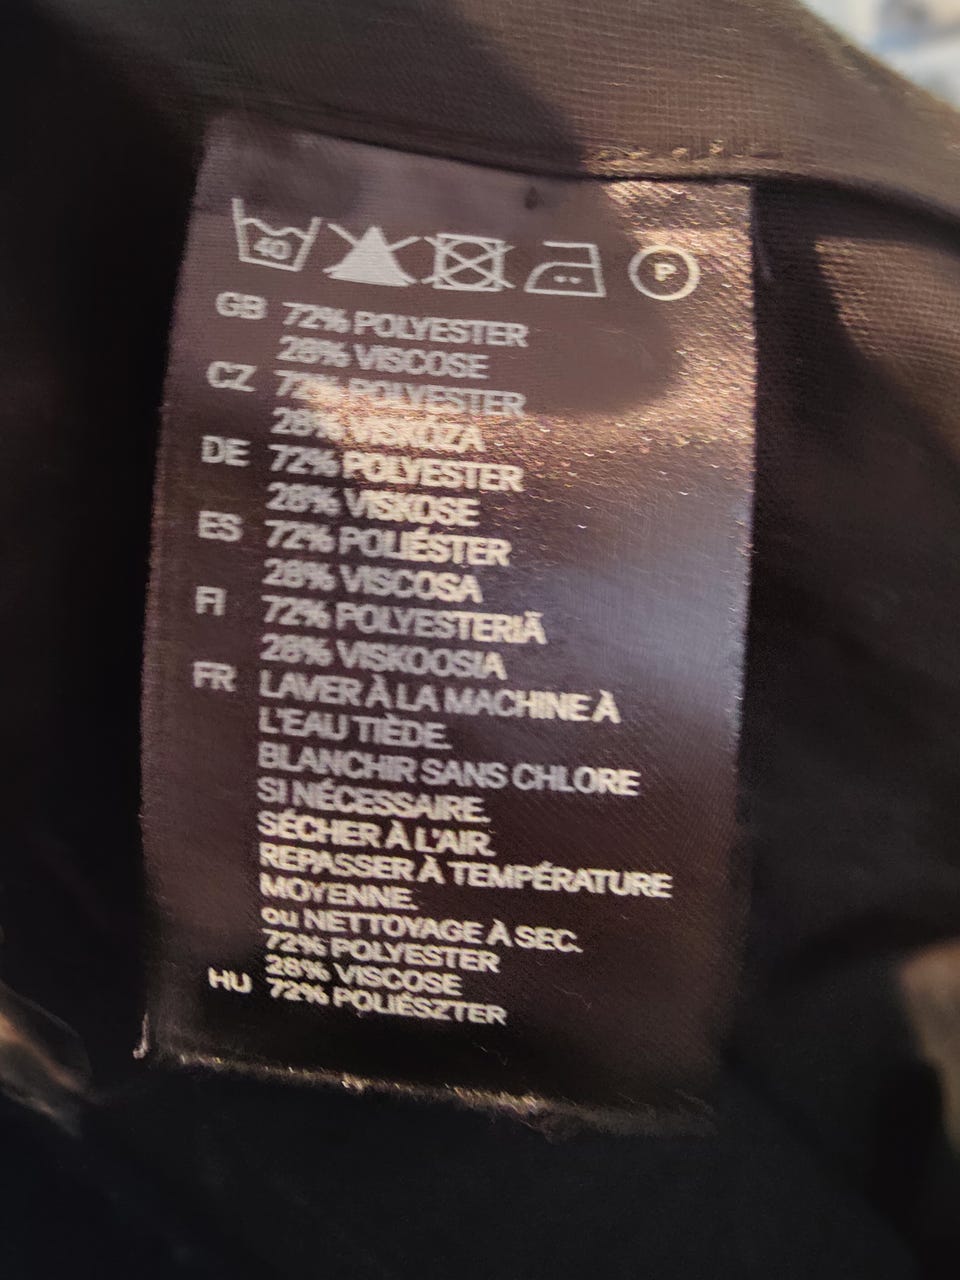 40 P
GB 72% POLYESTER
28% VISCOSE
CZ 72% POLYESTER
28% VISKÓZA
DE 72% POLYESTER
28% VISKOSE
ES 72% POLIÉSTER
28% VISCOSA
FI 72% POLYESTERIÄ
28% VISKOOSIA
FR LAVER À LA MACHINE À
L'EAU TIÈDE.
BLANCHIR SANS CHLORE
SI NÉCESSAIRE.
SÉCHER À L'AIR.
REPASSER À TEMPÉRATURE
MOYENNE.
ou NETTOYAGE À SEC.
72% POLYESTER
28% VISCOSE
HU 72% POLIÉSZTER